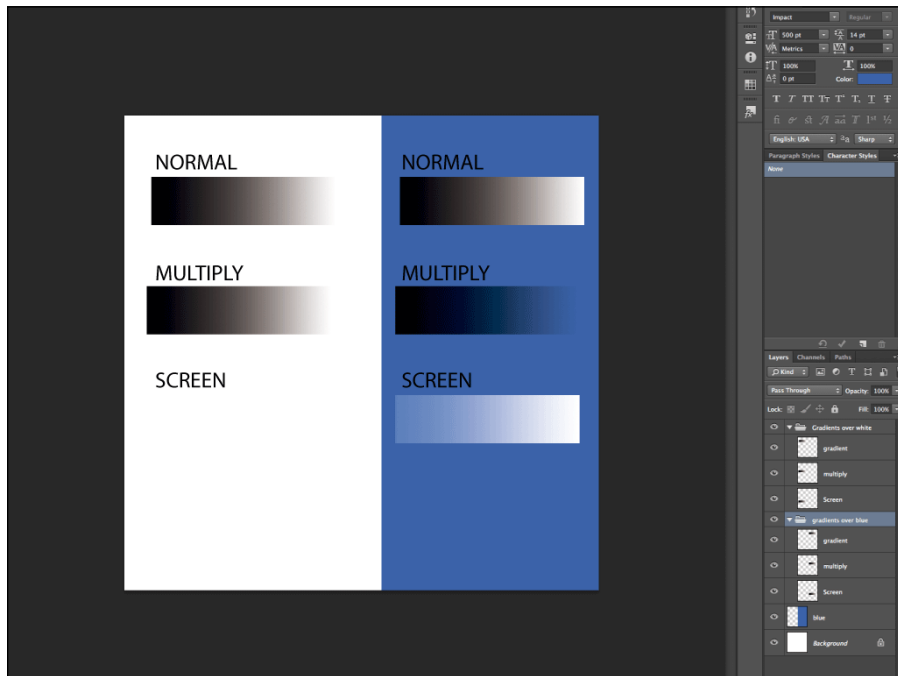 NORMAL
MULTIPLY
SCREEN
NORMAL
MULTIPLY
SCREEN
Impact Regular
500 pt 14 pt
Metrics 0
100% 100%
0 pt Color:
English: USA Sharp
Paragraph Styles Character Styles
None
Layers Channels Paths
Kind
Pass Through Opacity: 100%
Lock: Fill: 100%
Gradients over white
gradient
multiply
Screen
gradients over blue
gradient
multiply
Screen
blue
Background